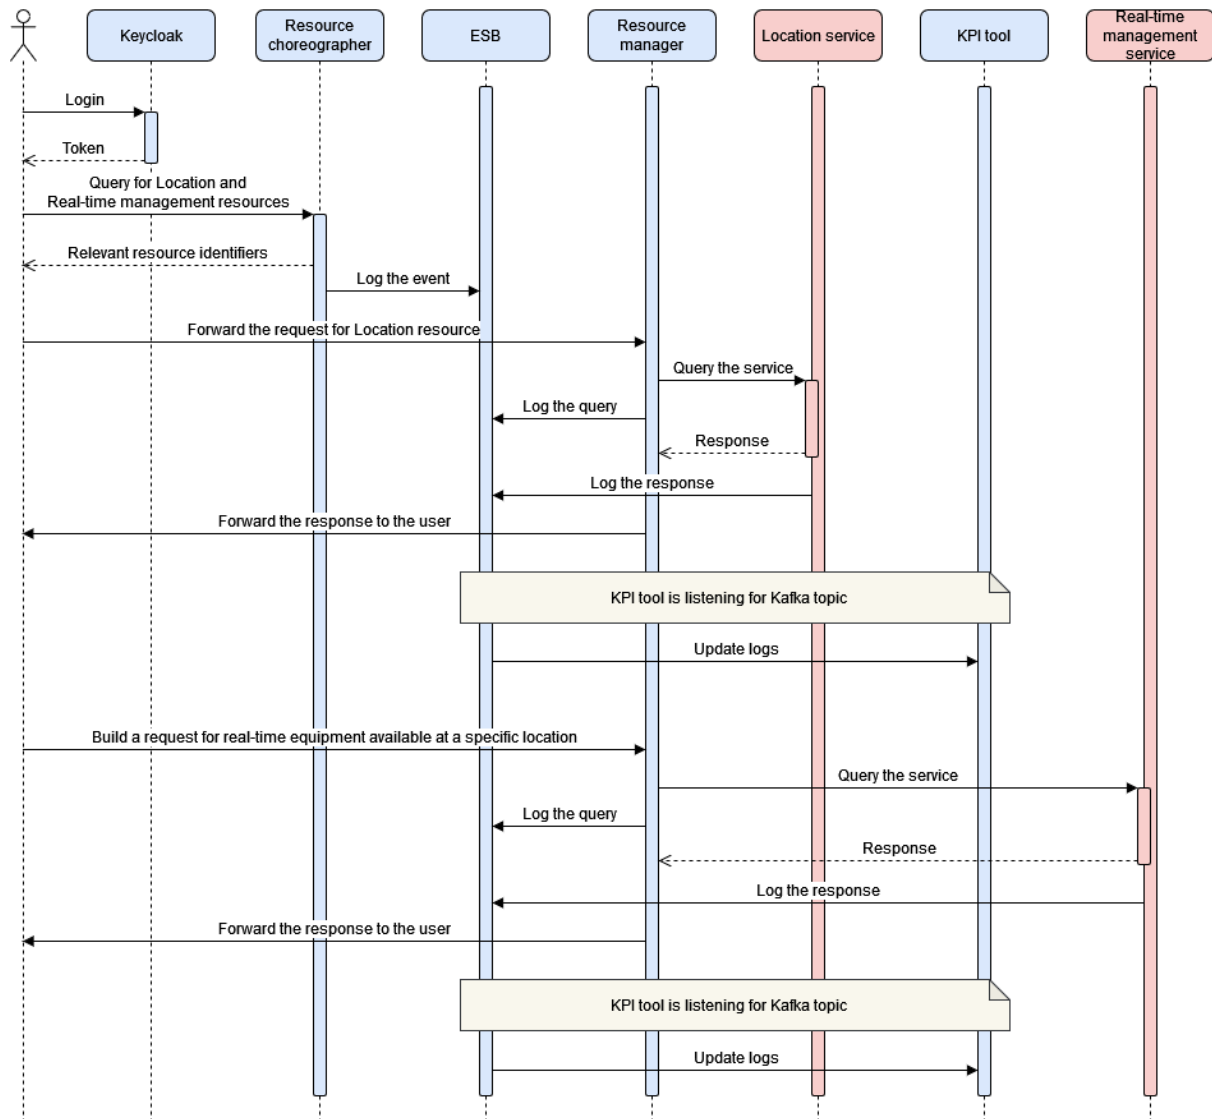 Keycloak
Resource
choreographer
ESB
Resource
manager
Location service
KPI tool
Real-time
management
service
Login
Token
Query for Location and
Real-time management resources
Relevant resource identifiers
Log the event
Forward the request for Location resource
Query the service
Log the query
Response
Log the response
Forward the response to the user
KPI tool is listening for Kafka topic
Update logs
Build a request for real-time equipment available at a specific location
Query the service
Log the query
Response
Log the response
Forward the response to the user
KPI tool is listening for Kafka topic
Update logs